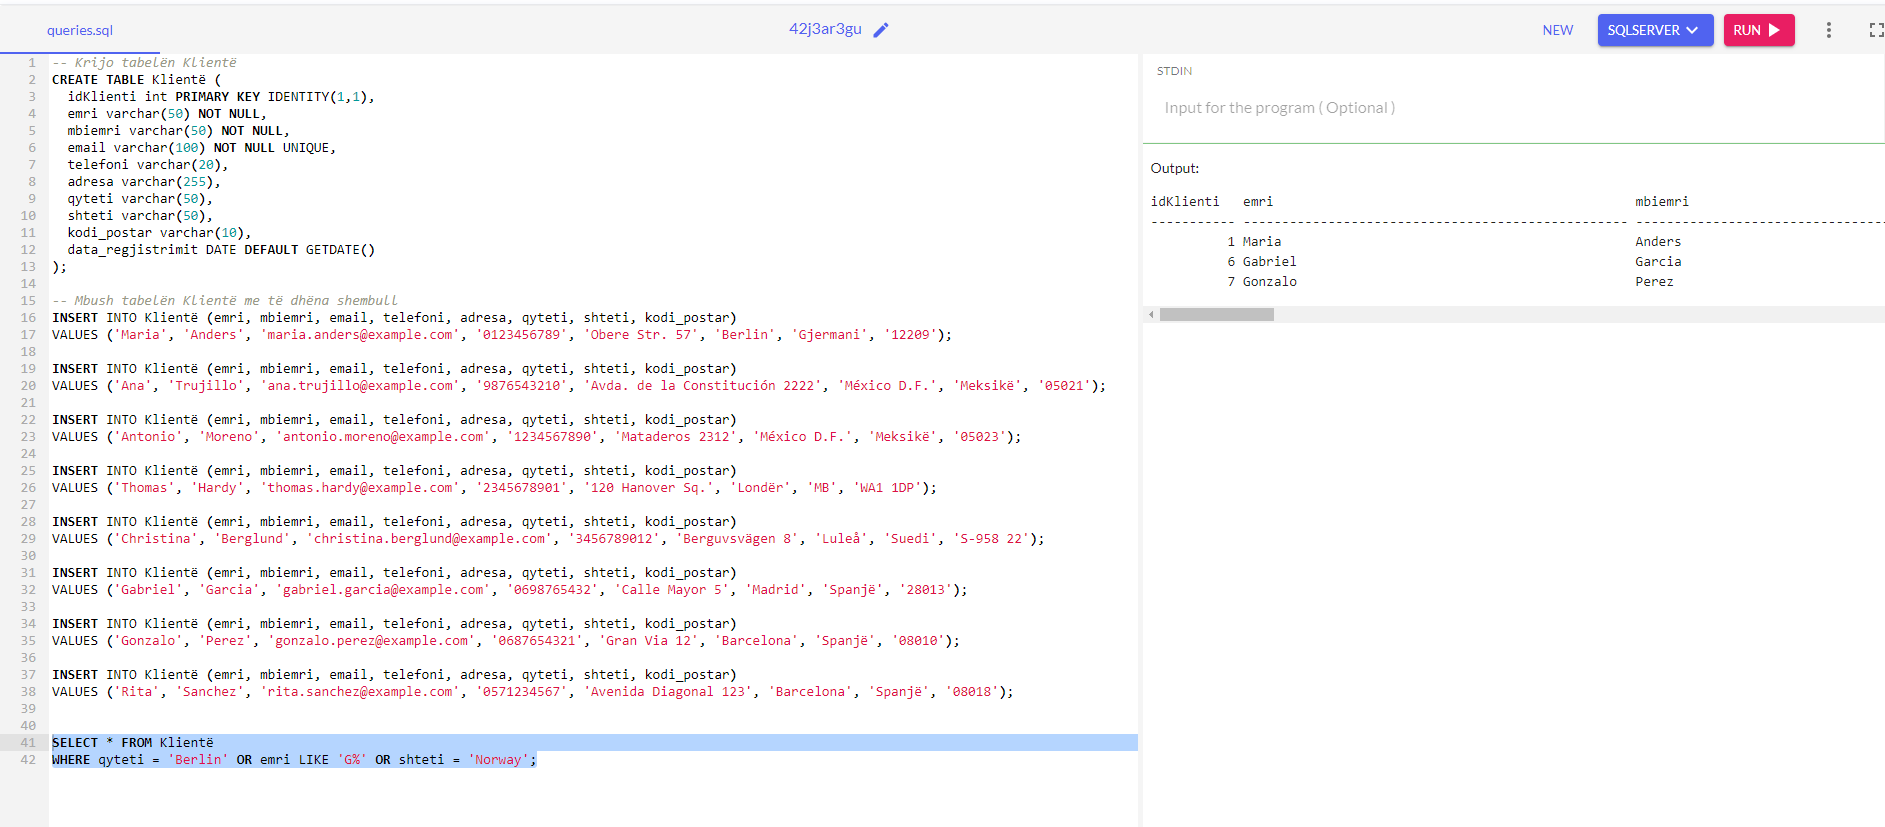 queries.sql
42j3ar3gu
NEW
SQLSERVER
RUN
1 -- Krijo tabelën Klientë
2 CREATE TABLE Klientë (
3 idKlienti int PRIMARY KEY IDENTITY(1,1),
4 emri varchar(50) NOT NULL,
5 mbiemri varchar(50) NOT NULL,
6 email varchar(100) NOT NULL UNIQUE,
7 telefoni varchar(20),
8 adresa varchar(255),
9 qyteti varchar(50),
10 shteti varchar(50),
11 kodi_postar varchar(10),
12 data_regjistrimit DATE DEFAULT GETDATE()
13 );
14
15 -- Mbush tabelën Klientë me të dhëna shembull
16 INSERT INTO Klientë (emri, mbiemri, email, telefoni, adresa, qyteti, shteti, kodi_postar)
17 VALUES ('Maria', 'Anders', 'maria.anders@example.com', '0123456789', 'Obere Str. 57', 'Berlin', 'Gjermani', '12209');
18
19 INSERT INTO Klientë (emri, mbiemri, email, telefoni, adresa, qyteti, shteti, kodi_postar)
20 VALUES ('Ana', 'Trujillo', 'ana.trujillo@example.com', '9876543210', 'Avda. de la Constitución 2222', 'México D.F.', 'Meksikë', '05021');
21
22 INSERT INTO Klientë (emri, mbiemri, email, telefoni, adresa, qyteti, shteti, kodi_postar)
23 VALUES ('Antonio', 'Moreno', 'antonio.moreno@example.com', '1234567890', 'Mataderos 2312', 'México D.F.', 'Meksikë', '05023');
24
25 INSERT INTO Klientë (emri, mbiemri, email, telefoni, adresa, qyteti, shteti, kodi_postar)
26 VALUES ('Thomas', 'Hardy', 'thomas.hardy@example.com', '2345678901', '120 Hanover Sq.', 'Londër', 'MB', 'WA1 1DP');
27
28 INSERT INTO Klientë (emri, mbiemri, email, telefoni, adresa, qyteti, shteti, kodi_postar)
29 VALUES ('Christina', 'Berglund', 'christina.berglund@example.com', '3456789012', 'Berguvsvägen 8', 'Luleå', 'Suedi', 'S-958 22');
30
31 INSERT INTO Klientë (emri, mbiemri, email, telefoni, adresa, qyteti, shteti, kodi_postar)
32 VALUES ('Gabriel', 'Garcia', 'gabriel.garcia@example.com', '0698765432', 'Calle Mayor 5', 'Madrid', 'Spanjë', '28013');
33
34 INSERT INTO Klientë (emri, mbiemri, email, telefoni, adresa, qyteti, shteti, kodi_postar)
35 VALUES ('Gonzalo', 'Perez', 'gonzalo.perez@example.com', '0687654321', 'Gran Via 12', 'Barcelona', 'Spanjë', '08010');
36
37 INSERT INTO Klientë (emri, mbiemri, email, telefoni, adresa, qyteti, shteti, kodi_postar)
38 VALUES ('Rita', 'Sanchez', 'rita.sanchez@example.com', '0571234567', 'Avenida Diagonal 123', 'Barcelona', 'Spanjë', '08018');
39
40
41 SELECT * FROM Klientë
42 WHERE qyteti = 'Berlin' OR emri LIKE 'G%' OR shteti = 'Norway';
STDIN
Input for the program ( Optional )
Output:
idKlienti emri mbiemri
----------- -------------------------------------------------- --------------------------------
1 Maria Anders
6 Gabriel Garcia
7 Gonzalo Perez